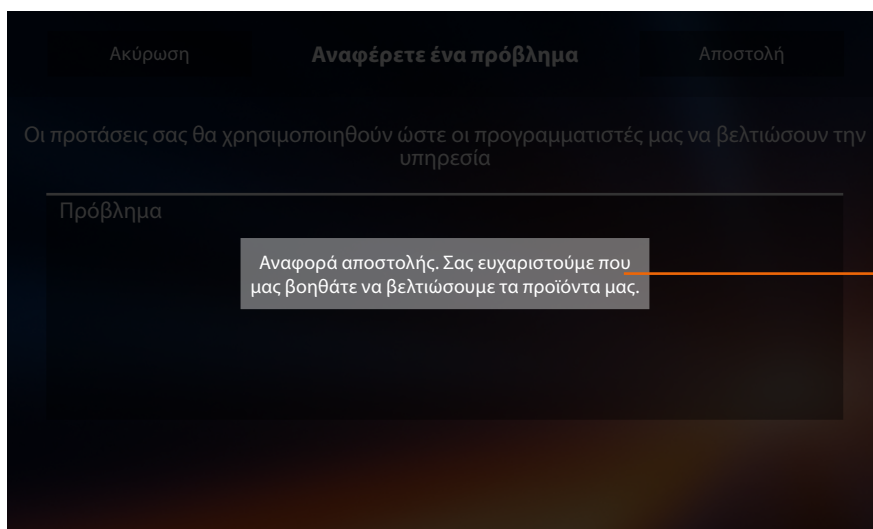 Ακύρωση Αναφέρετε ένα πρόβλημα Αποστολή
Οι προτάσεις σας θα χρησιμοποιηθούν ώστε οι προγραμματιστές μας να βελτιώσουν την
υπηρεσία
Πρόβλημα
Αναφορά αποστολής. Σας ευχαριστούμε που
μας βοηθάτε να βελτιώσουμε τα προϊόντα μας.